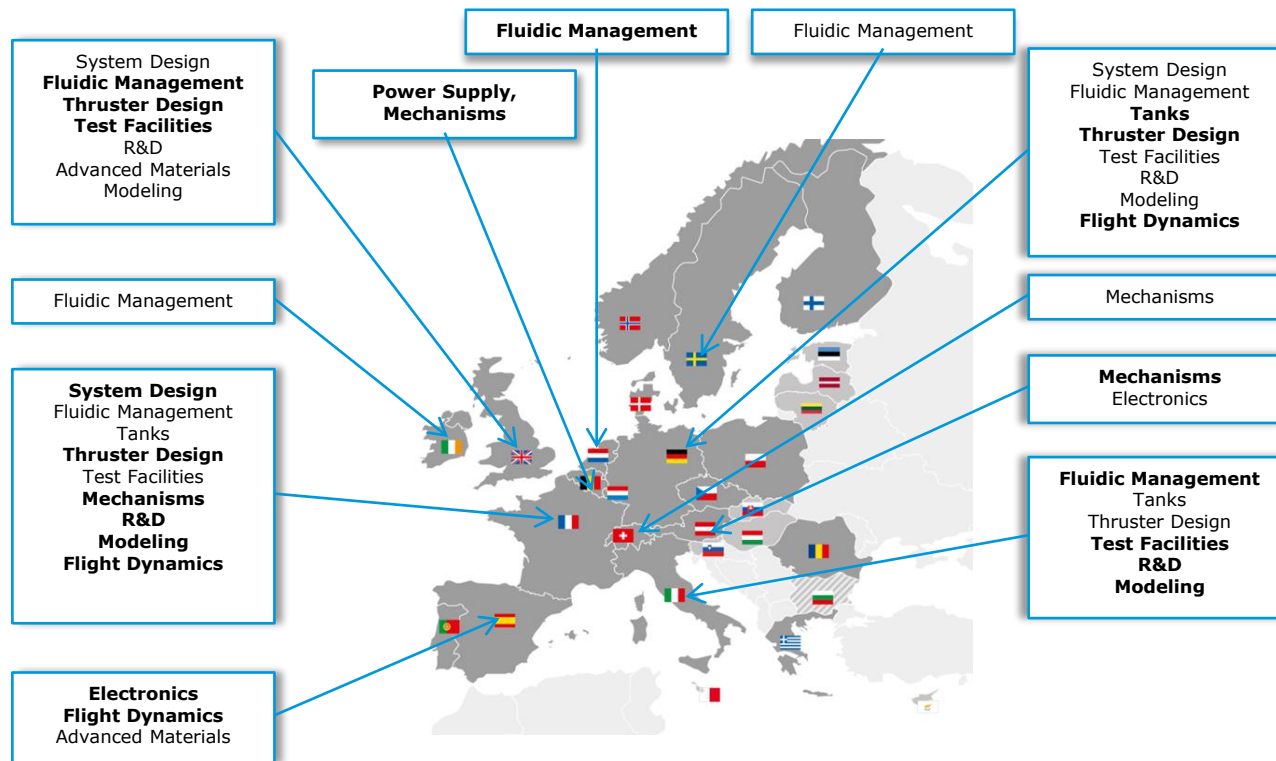 Fluidic Management
Fluidic Management
System Design
Fluidic Management
Thruster Design
Test Facilities
R&D
Advanced Materials
Modeling
Power Supply,
Mechanisms
System Design
Fluidic Management
Tanks
Thruster Design
Test Facilities
R&D
Modeling
Flight Dynamics
Fluidic Management
Mechanisms
System Design
Fluidic Management
Tanks
Thruster Design
Test Facilities
Mechanisms
R&D
Modeling
Flight Dynamics
Mechanisms
Electronics
Fluidic Management
Tanks
Thruster Design
Test Facilities
R&D
Modeling
Electronics
Flight Dynamics
Advanced Materials